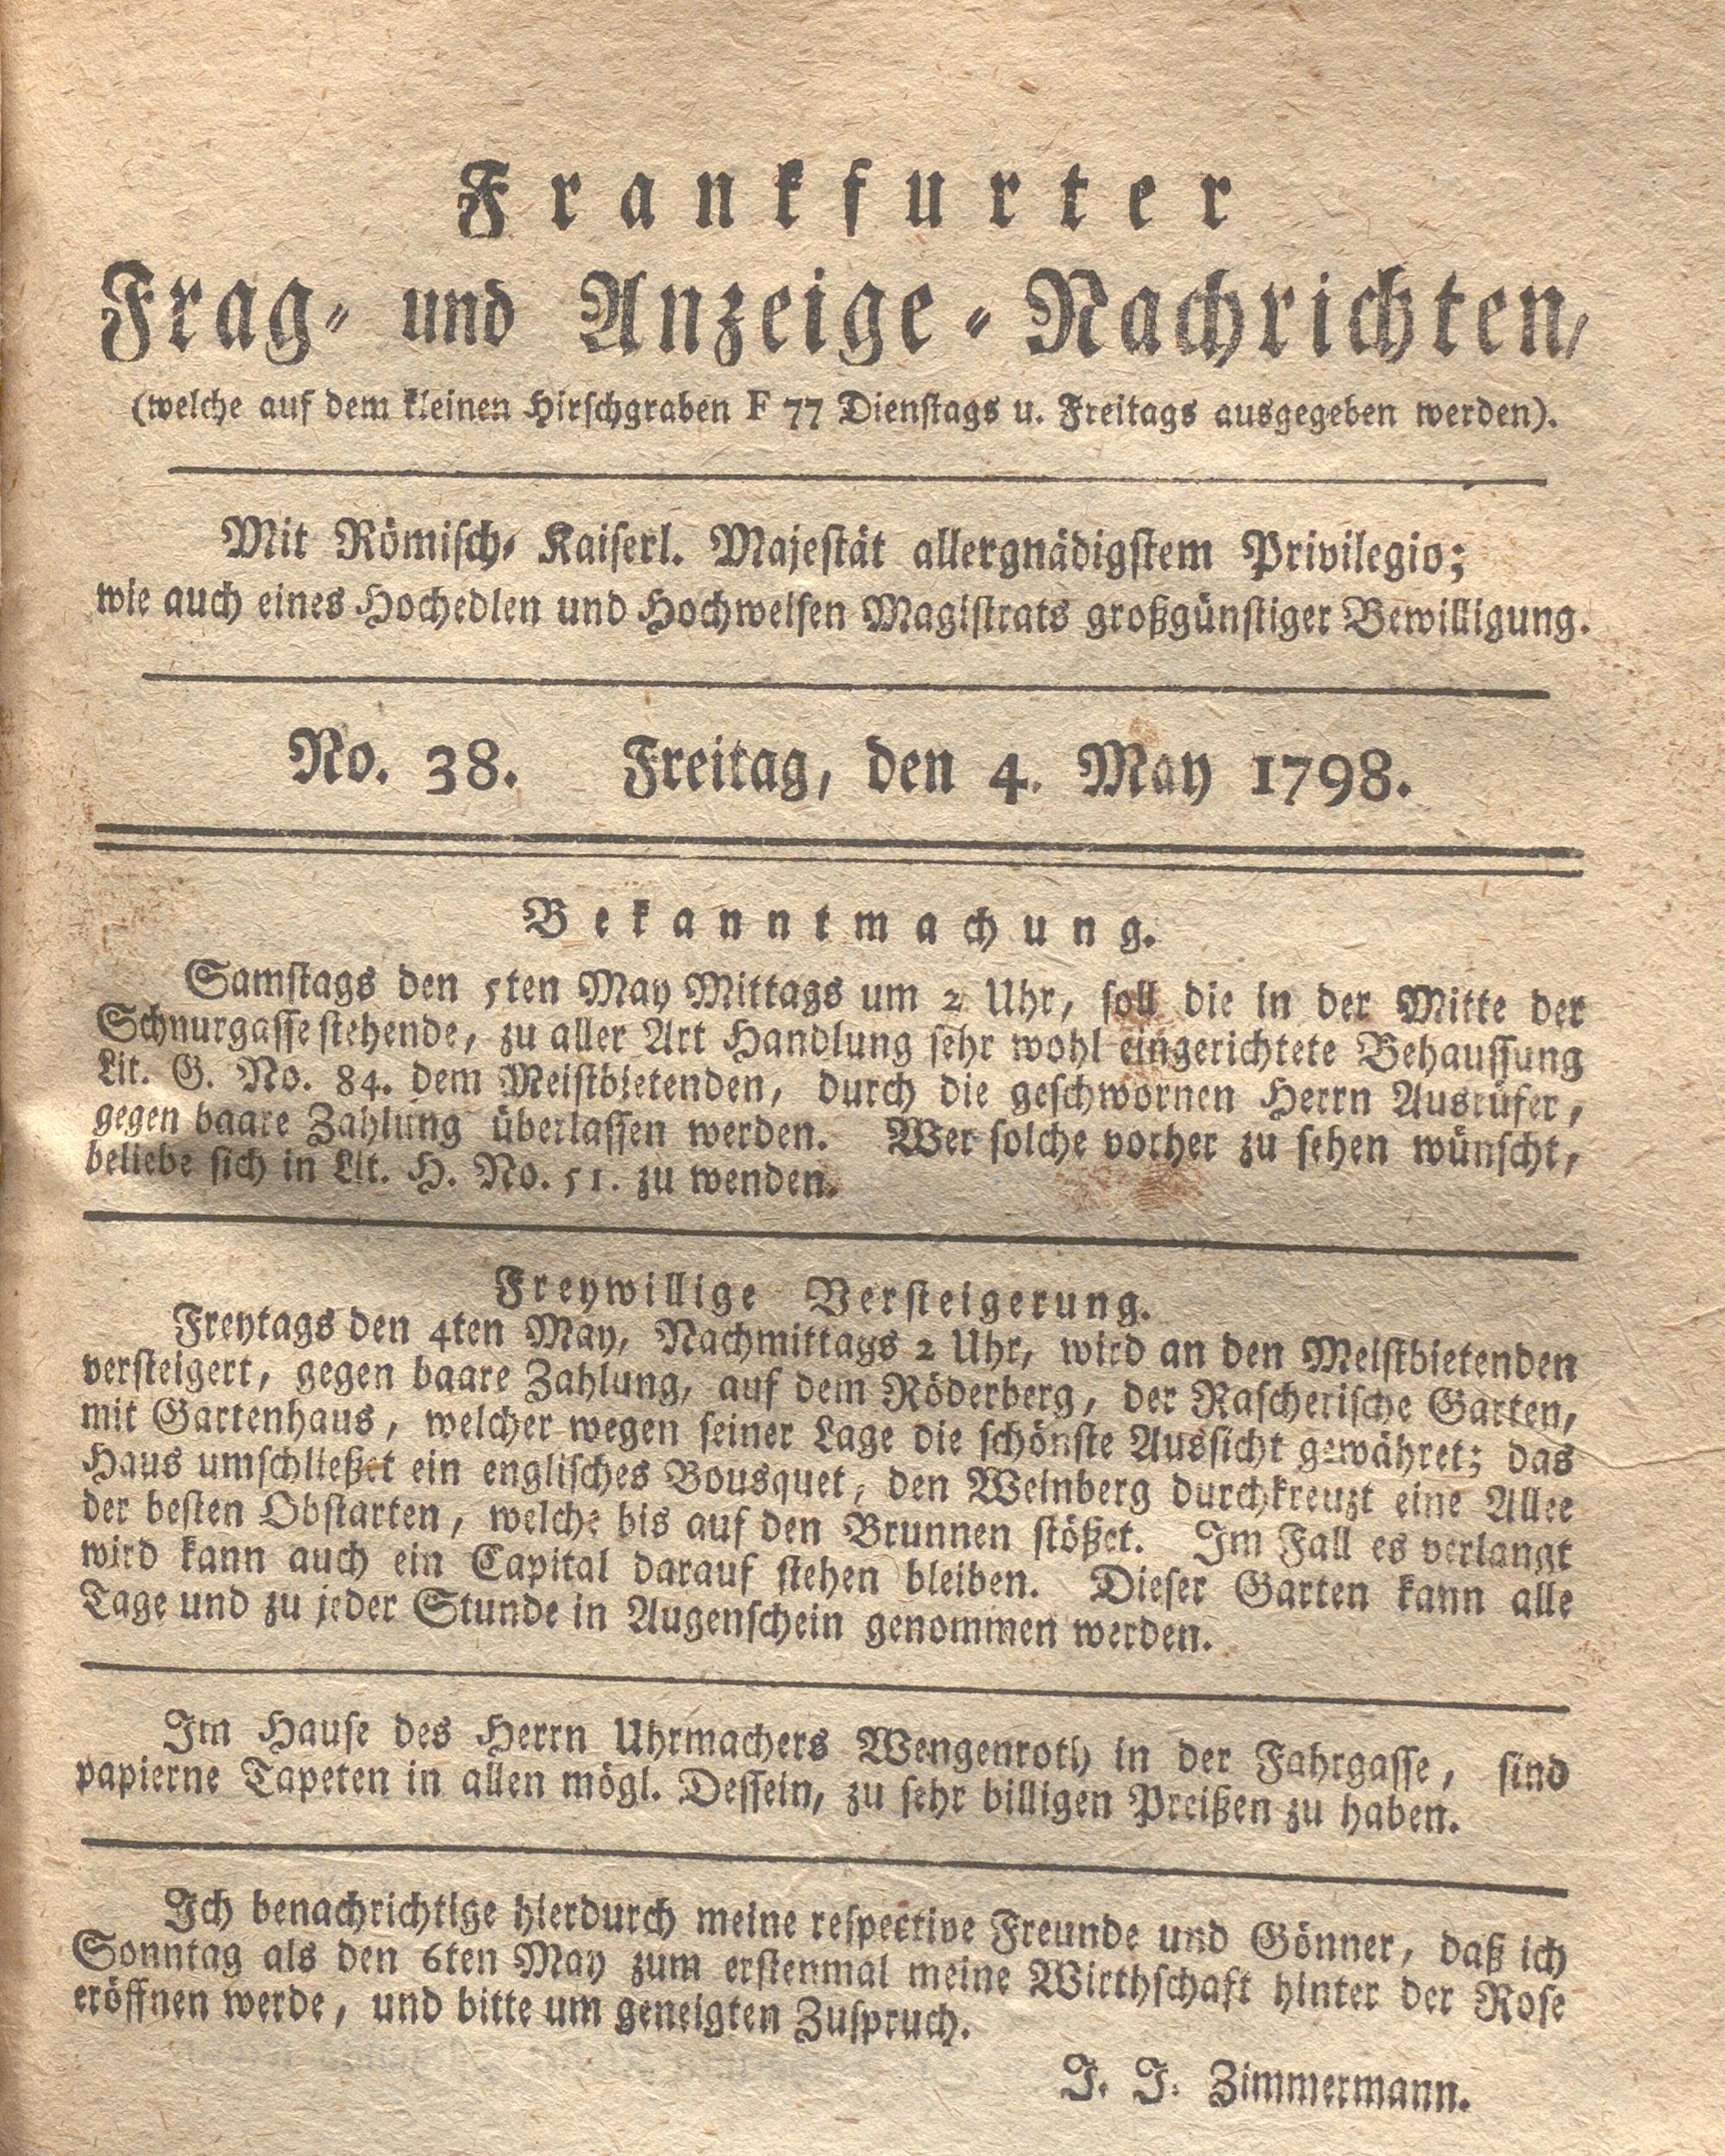 Frankfurter
Frag- und Anzeige-Nachrichten,
(welche auf dem kleinen Hirschgraben F 77 Dienstags u. Freitags ausgegeben werden).
Mit Römisch- Kaiserl. Majestät allergnädigstem Privilegio;
wie auch eines Hochedlen und Hochweisen Magistrats großgünstiger Bewilligung.
No. 38. Freitag, den 4. May 1798.
Bekanntmachung.
Samstags den 5ten May Mittags um 2 Uhr, soll die in der Mitte der
Schnurgasse stehende, zu aller Art Handlung sehr wohl eingerichtete Behaussung
Lit. G. No. 84. dem Meistbietenden, durch die geschwornen Herrn Ausrüfer,
gegen baare Zahlung überlassen werden. Wer solche vorher zu sehen wünscht,
beliebe sich in Lit. H. No. 51. zu wenden.
Freywillige Versteigerung.
Freytags den 4ten May, Nachmittags 2 Uhr, wird an den Meistbietenden
versteigert, gegen baare Zahlung, auf dem Röderberg, der Rascherische Garten,
mit Gartenhaus, welcher wegen seiner Lage die schönste Aussicht gewähret; das
Haus umschließet ein englisches Bousquet, den Weinberg durchkreuzt eine Allee
der besten Obstarten, welche bis auf den Brunnen stößet. Im Fall es verlangt
wird kann auch ein Capital darauf stehen bleiben. Dieser Garten kann alle
Tage und zu jeder Stunde in Augenschein genommen werden.
Im Hause des Herrn Uhrmachers Wengenroth in der Fahrgasse, sind
papierne Tapeten in allen mögl. Dessein, zu sehr billigen Preißen zu haben.
Ich benachrichtige hierdurch meine respective Freunde und Gönner, daß ich
Sonntag als den 6ten May zum erstenmal meine Wirthschaft hinter der Rose
eröffnen werde, und bitte um geneigten Zuspruch.
J. J. Zimmermann.